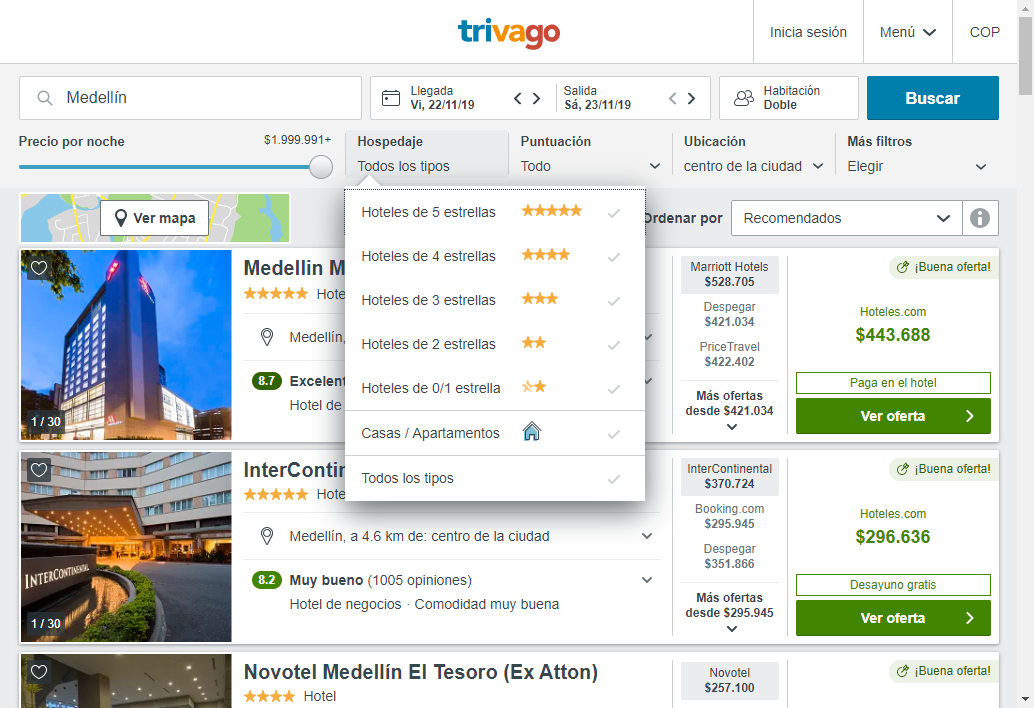 trivago
Inicia sesión
Menú
COP
Medellín
Llegada
Vi, 22/11/19
Salida
Sá, 23/11/19
Habitación
Doble
Buscar
Precio por noche
$1.999.991+
Hospedaje
Todos los tipos
Puntuación
Todo
Ubicación
centro de la ciudad
Más filtros
Elegir
Ver mapa
Hoteles de 5 estrellas
Hoteles de 4 estrellas
Hoteles de 3 estrellas
Hoteles de 2 estrellas
Hoteles de 0/1 estrella
Casas / Apartamentos
Todos los tipos
Ordenar por
Recomendados
1 / 30
Medellin M
Hote
Medellín,
8.7 Excelent
Hotel de
Marriott Hotels
$528.705
Despegar
$421.034
PriceTravel
$422.402
Más ofertas
desde $421.034
¡Buena oferta!
Hoteles.com
$443.688
Paga en el hotel
Ver oferta
INTERCONTINENTAL
1 / 30
InterContin
Hote
Medellín, a 4.6 km de: centro de la ciudad
8.2 Muy bueno (1005 opiniones)
Hotel de negocios · Comodidad muy buena
InterContinental
$370.724
Booking.com
$295.945
Despegar
$351.866
Más ofertas
desde $295.945
¡Buena oferta!
Hoteles.com
$296.636
Desayuno gratis
Ver oferta
Novotel Medellín El Tesoro (Ex Atton)
Hotel
Novotel
$257.100
¡Buena oferta!